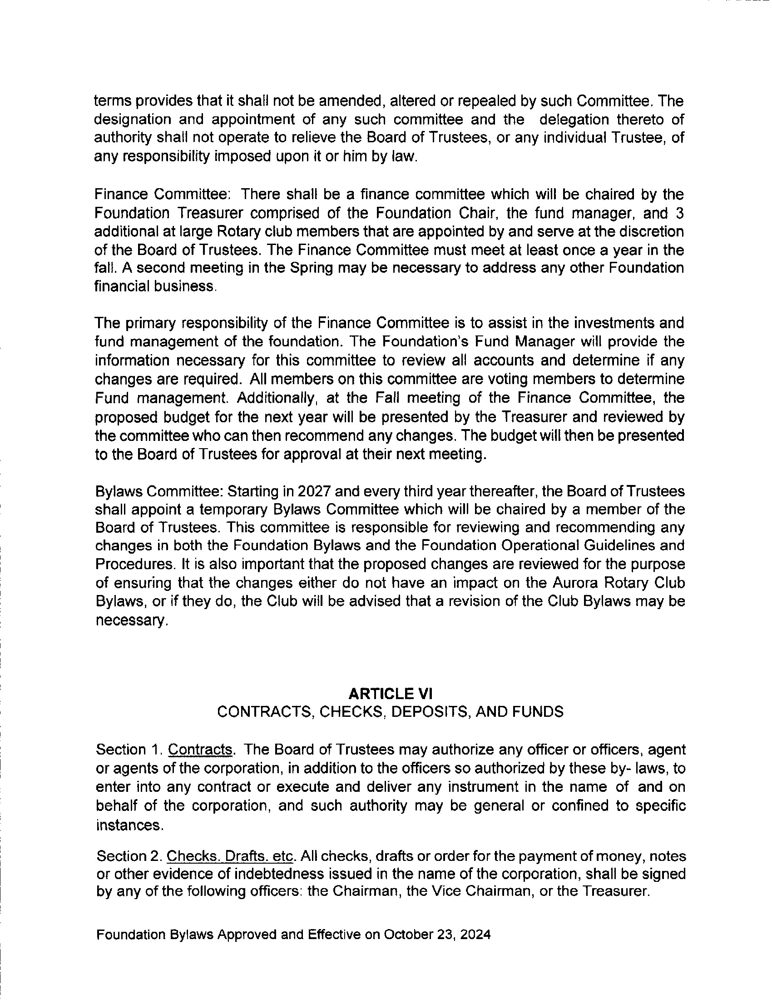 terms provides that it shall not be amended, altered or repealed by such Committee. The
designation and appointment of any such committee and the delegation thereto of
authority shall not operate to relieve the Board of Trustees, or any individual Trustee, of
any responsibility imposed upon it or him by law.
Finance Committee: There shall be a finance committee which will be chaired by the
Foundation Treasurer comprised of the Foundation Chair, the fund manager, and 3
additional at large Rotary club members that are appointed by and serve at the discretion
of the Board of Trustees. The Finance Committee must meet at least once a year in the
fall. A second meeting in the Spring may be necessary to address any other Foundation
financial business.
The primary responsibility of the Finance Committee is to assist in the investments and
fund management of the foundation. The Foundation's Fund Manager will provide the
information necessary for this committee to review all accounts and determine if any
changes are required. All members on this committee are voting members to determine
Fund management. Additionally, at the Fall meeting of the Finance Committee, the
proposed budget for the next year will be presented by the Treasurer and reviewed by
the committee who can then recommend any changes. The budget will then be presented
to the Board of Trustees for approval at their next meeting.
Bylaws Committee: Starting in 2027 and every third year thereafter, the Board of Trustees
shall appoint a temporary Bylaws Committee which will be chaired by a member of the
Board of Trustees. This committee is responsible for reviewing and recommending any
changes in both the Foundation Bylaws and the Foundation Operational Guidelines and
Procedures. It is also important that the proposed changes are reviewed for the purpose
of ensuring that the changes either do not have an impact on the Aurora Rotary Club
Bylaws, or if they do, the Club will be advised that a revision of the Club Bylaws may be
necessary.
ARTICLE VI
CONTRACTS, CHECKS, DEPOSITS, AND FUNDS
Section 1. Contracts. The Board of Trustees may authorize any officer or officers, agent
or agents of the corporation, in addition to the officers so authorized by these by- laws, to
enter into any contract or execute and deliver any instrument in the name of and on
behalf of the corporation, and such authority may be general or confined to specific
instances.
Section 2. Checks. Drafts. etc. All checks, drafts or order for the payment of money, notes
or other evidence of indebtedness issued in the name of the corporation, shall be signed
by any of the following officers: the Chairman, the Vice Chairman, or the Treasurer.
Foundation Bylaws Approved and Effective on October 23, 2024